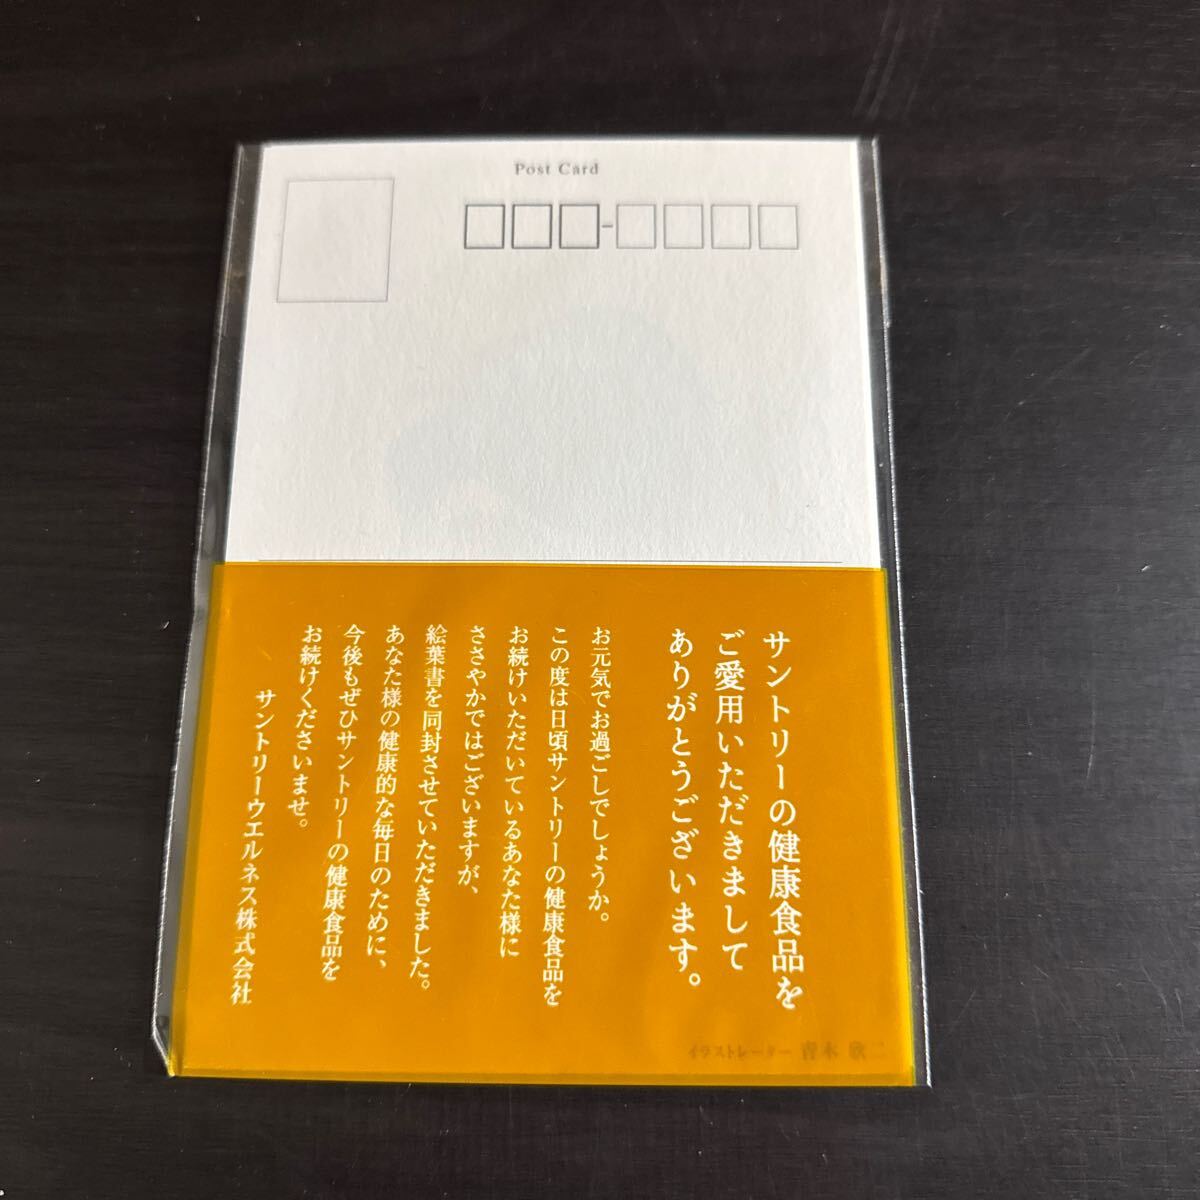 Post Card
サントリーの健康食品を
ご愛用いただきまして
ありがとうございます。
お元気でお過ごしでしょうか。
この度は日頃サントリーの健康食品を
お続けいただいているあなた様に
ささやかではございますが、
絵葉書を同封させていただきました。
あなた様の健康的な毎日のために、
今後もぜひサントリーの健康食品を
お続けくださいませ。
サントリーウエルネス株式会社
イラストレーター 青木 敬二